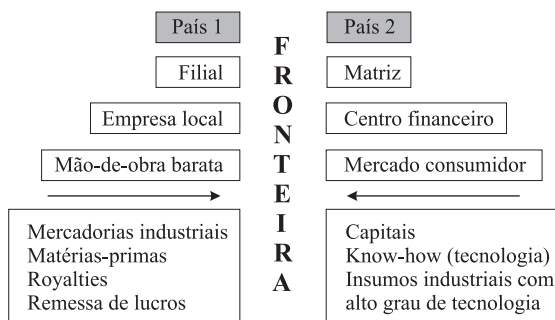 País 1
Filial
Empresa local
Mão-de-obra barata
Mercadorias industriais
Matérias-primas
Royalties
Remessa de lucros
FRONTEIRA
País 2
Matriz
Centro financeiro
Mercado consumidor
Capitais
Know-how (tecnologia)
Insumos industriais com
alto grau de tecnologia